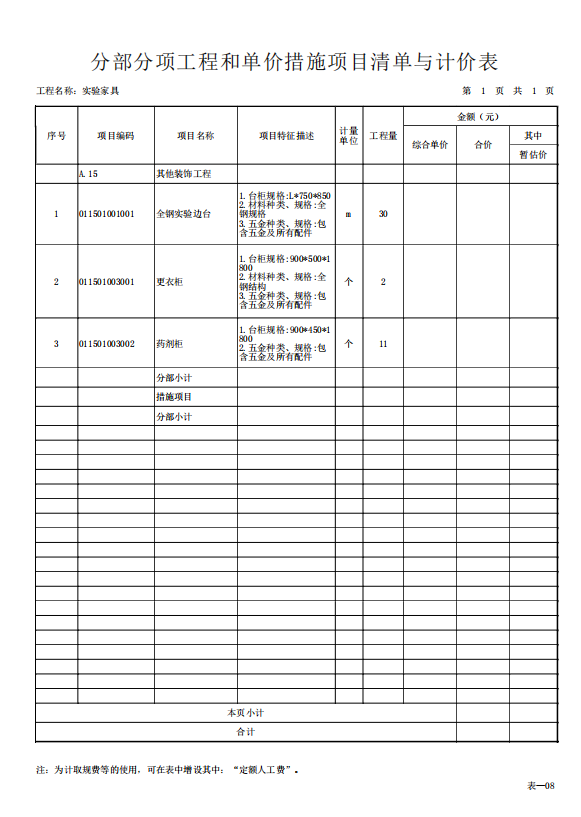 分部分项工程和单价措施项目清单与计价表
工程名称：实验家具 第 1 页 共 1 页
序号 项目编码 项目名称 项目特征描述 计量单位 工程量 金额（元）
综合单价 合价 其中
暂估价
A.15 其他装饰工程
1 011501001001 全钢实验边台 1.台柜规格:L*750*850
2.材料种类、规格:全
钢规格
3.五金种类、规格:包
含五金及所有配件 m 30
2 011501003001 更衣柜 1.台柜规格:900*500*1
800
2.材料种类、规格:全
钢结构
3.五金种类、规格:包
含五金及所有配件 个 2
3 011501003002 药剂柜 1.台柜规格:900*450*1
800
2.五金种类、规格:包
含五金及所有配件 个 11
分部小计
措施项目
分部小计
本页小计
合计
注：为计取规费等的使用，可在表中增设其中：“定额人工费”。
表—08